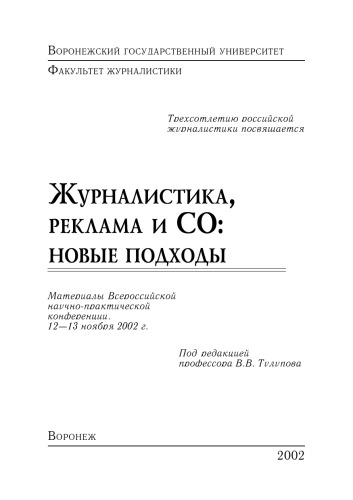 Воронежский государственный университет
Факультет журналистики
Трехсотлетию российской
журналистики посвящается
Журналистика,
реклама и СО:
новые подходы
Материалы Всероссийской
научно-практической
конференции.
12—13 ноября 2002 г.
Под редакцией
профессора В.В. Тулупова
Воронеж
2002